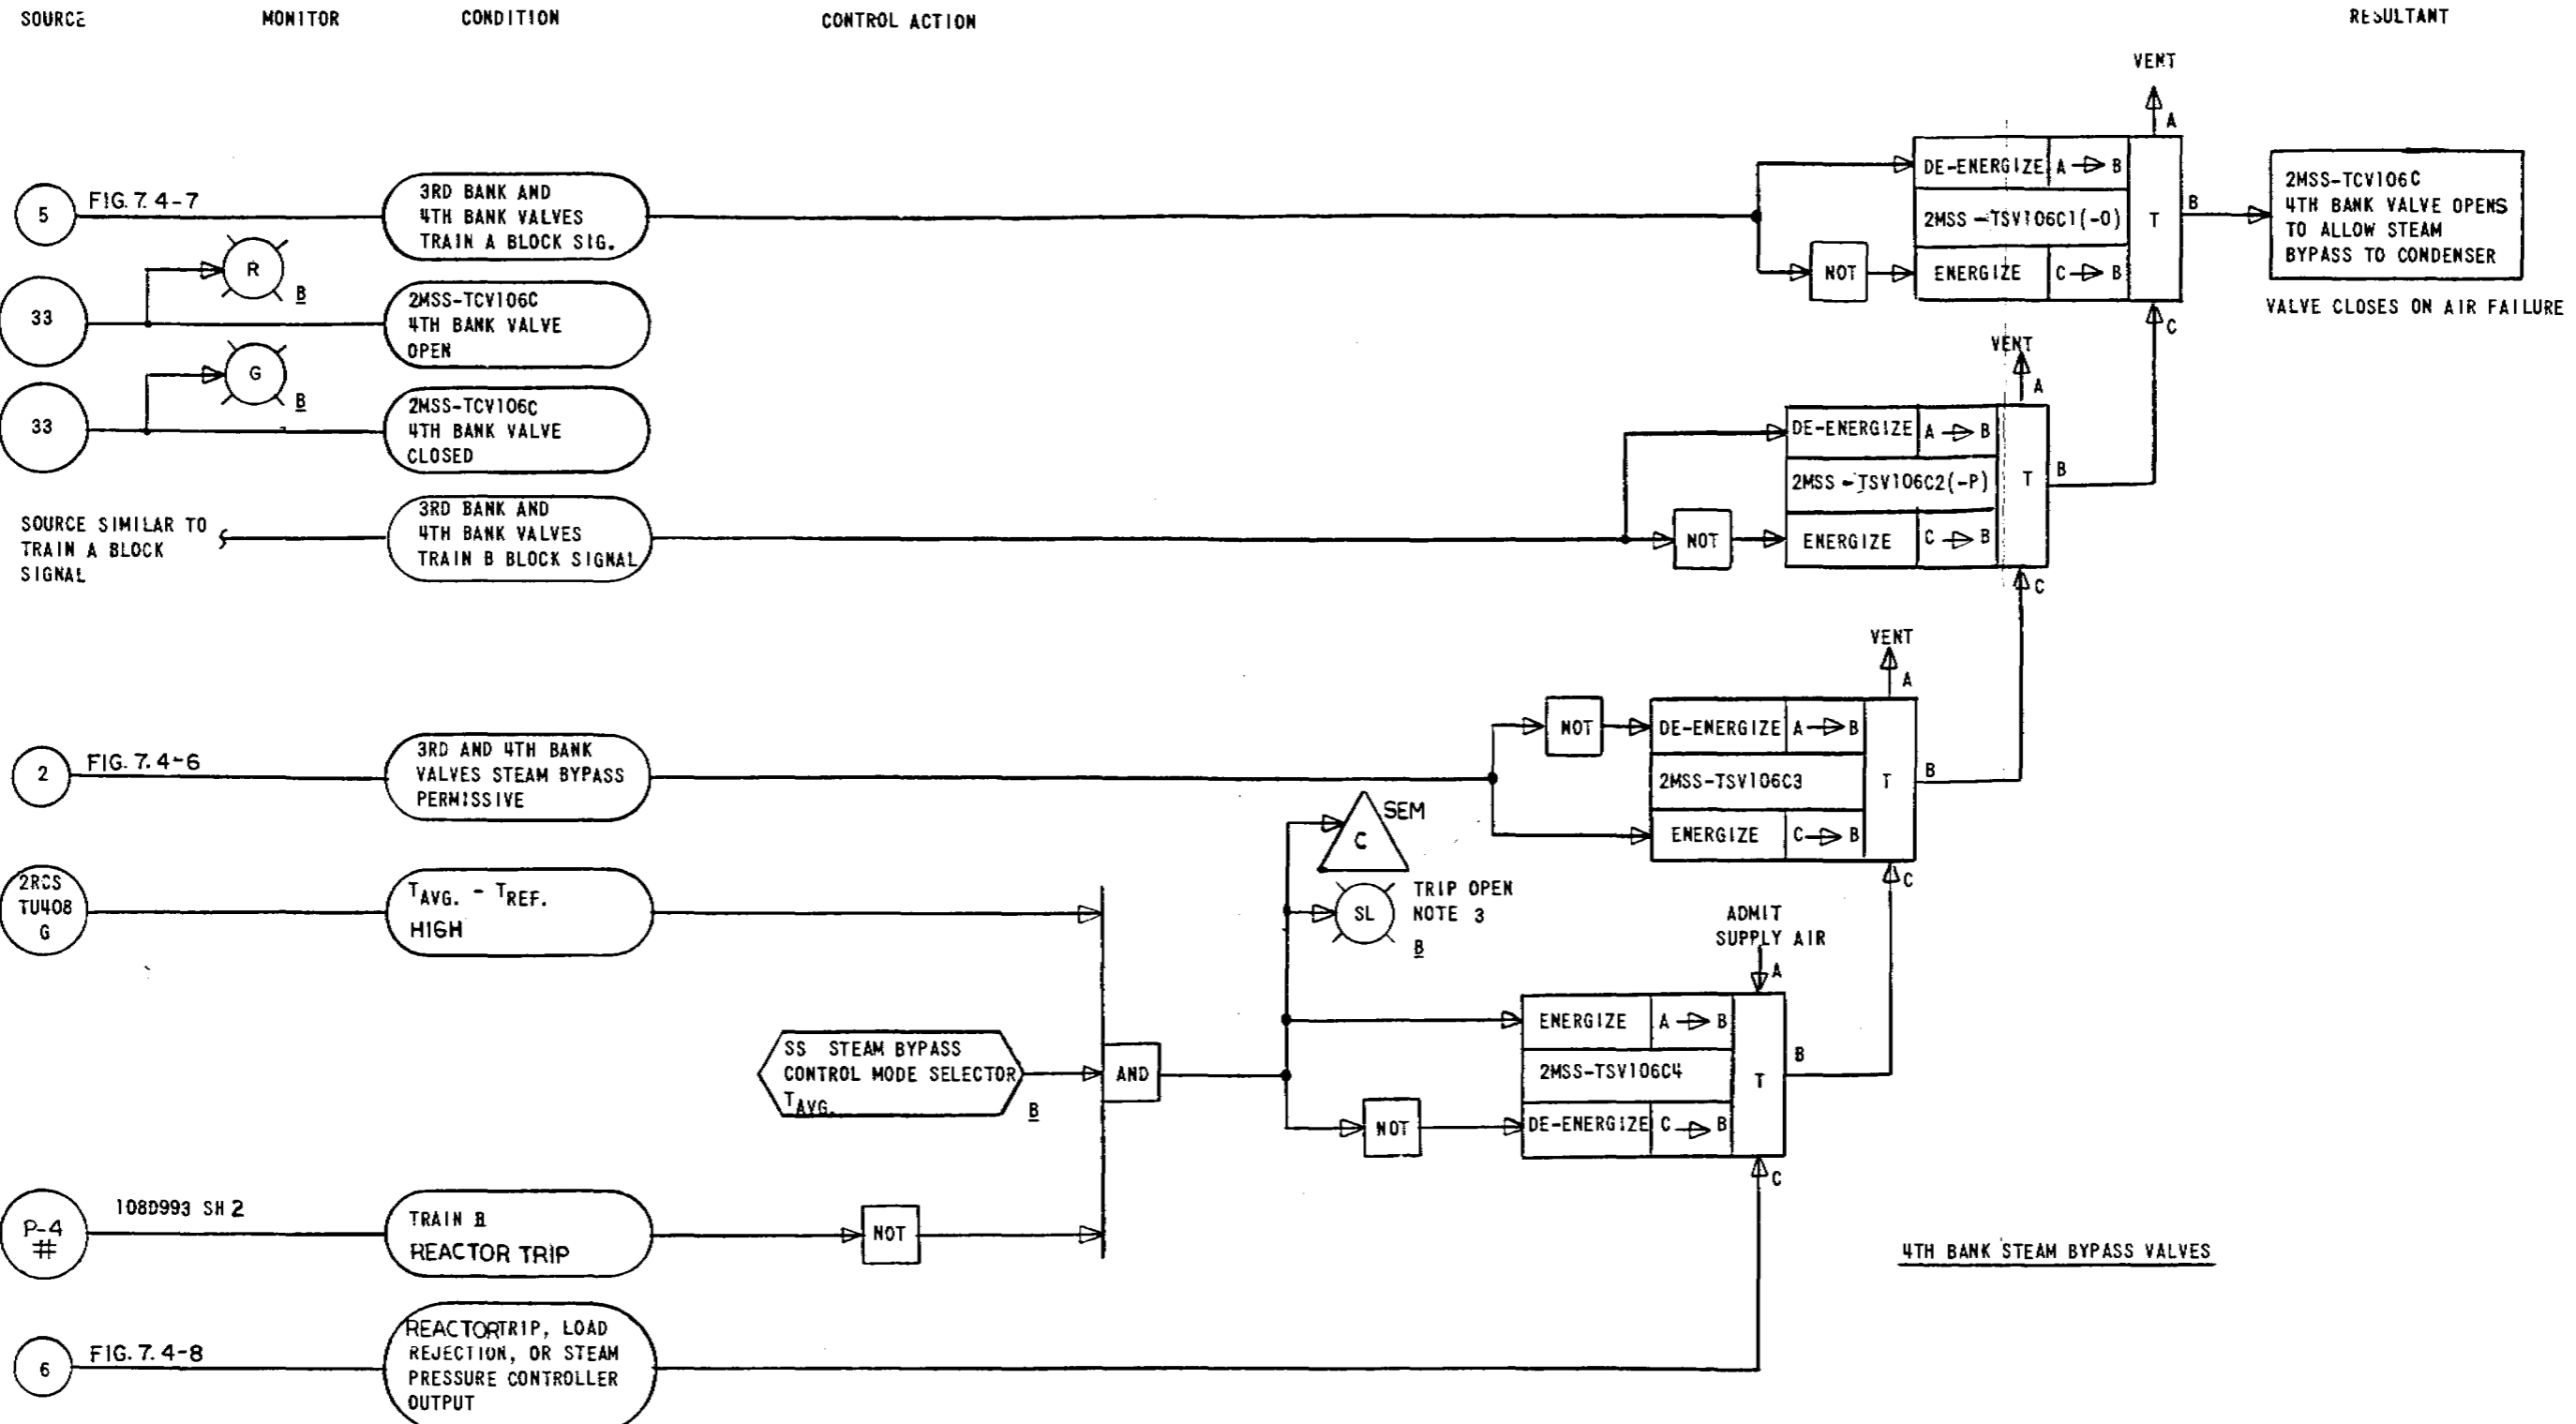 SOURCE
MONITOR
CONDITION
CONTROL ACTION
RESULTANT
5
FIG. 7.4-7
3RD BANK AND
4TH BANK VALVES
TRAIN A BLOCK SIG.
NOT
DE-ENERGIZE
A
B
2MSS-TSV106C1(-O)
ENERGIZE
C
B
T
VENT
A
B
C
2MSS-TCV106C
4TH BANK VALVE OPENS
TO ALLOW STEAM
BYPASS TO CONDENSER
VALVE CLOSES ON AIR FAILURE
33
R
B
2MSS-TCV106C
4TH BANK VALVE
OPEN
33
G
B
2MSS-TCV106C
4TH BANK VALVE
CLOSED
SOURCE SIMILAR TO
TRAIN A BLOCK
SIGNAL
3RD BANK AND
4TH BANK VALVES
TRAIN B BLOCK SIGNAL
NOT
DE-ENERGIZE
A
B
2MSS-TSV106C2(-P)
ENERGIZE
C
B
T
VENT
A
B
C
2
FIG. 7.4-6
3RD AND 4TH BANK
VALVES STEAM BYPASS
PERMISSIVE
NOT
DE-ENERGIZE
A
B
2MSS-TSV106C3
ENERGIZE
C
B
T
VENT
A
B
C
2RCS
TU408
G
TAVG. - TREF.
HIGH
C
SEM
SL
TRIP OPEN
NOTE 3
B
SS STEAM BYPASS
CONTROL MODE SELECTOR
TAVG.
B
AND
NOT
ADMIT
SUPPLY AIR
A
ENERGIZE
A
B
2MSS-TSV106C4
DE-ENERGIZE
C
B
T
B
C
P-4
#
108D993 SH 2
TRAIN B
REACTOR TRIP
NOT
4TH BANK STEAM BYPASS VALVES
6
FIG. 7.4-8
REACTORTRIP, LOAD
REJECTION, OR STEAM
PRESSURE CONTROLLER
OUTPUT